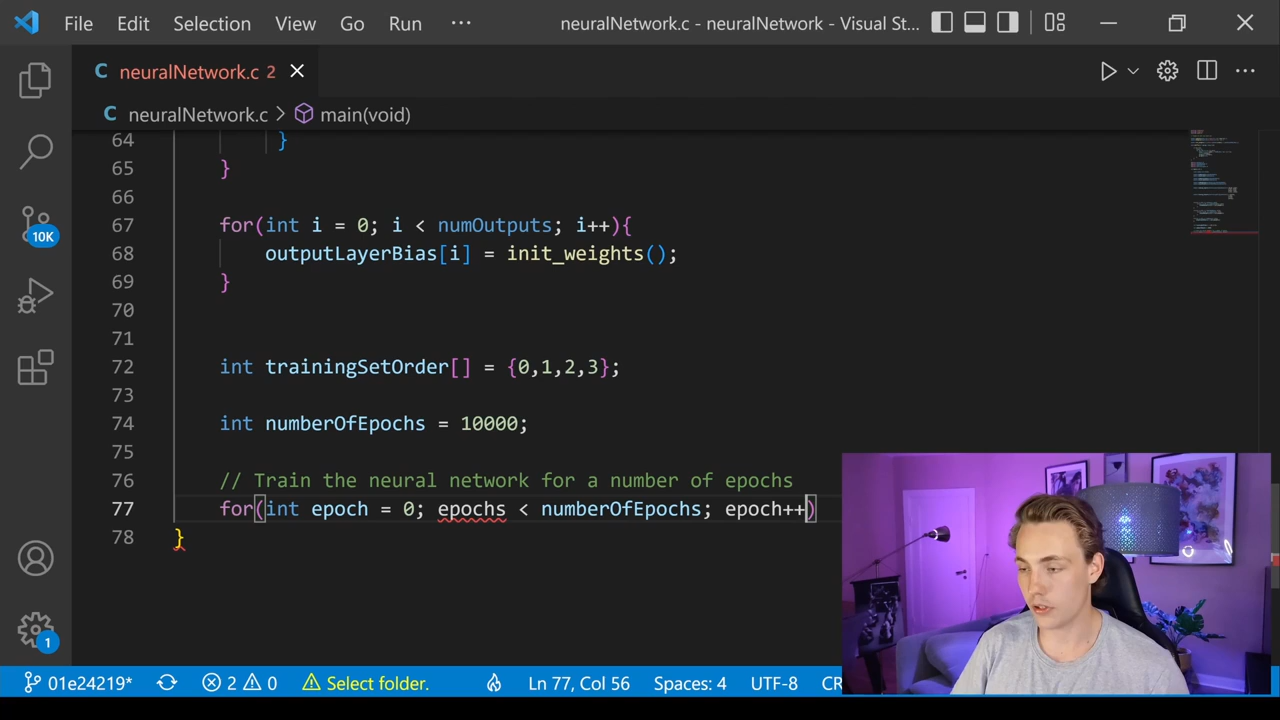 File Edit Selection View Go Run ··· neuralNetwork.c - neuralNetwork - Visual St...
C neuralNetwork.c 2
C neuralNetwork.c > main(void)
64 }
65 }
66
67 for(int i = 0; i < numOutputs; i++){
68 outputLayerBias[i] = init_weights();
69 }
70
71
72 int trainingSetOrder[] = {0,1,2,3};
73
74 int numberOfEpochs = 10000;
75
76 // Train the neural network for a number of epochs
77 for(int epoch = 0; epochs < numberOfEpochs; epoch++)
78 }
10K
1
01e24219* 2 0 Select folder. Ln 77, Col 56 Spaces: 4 UTF-8 CR